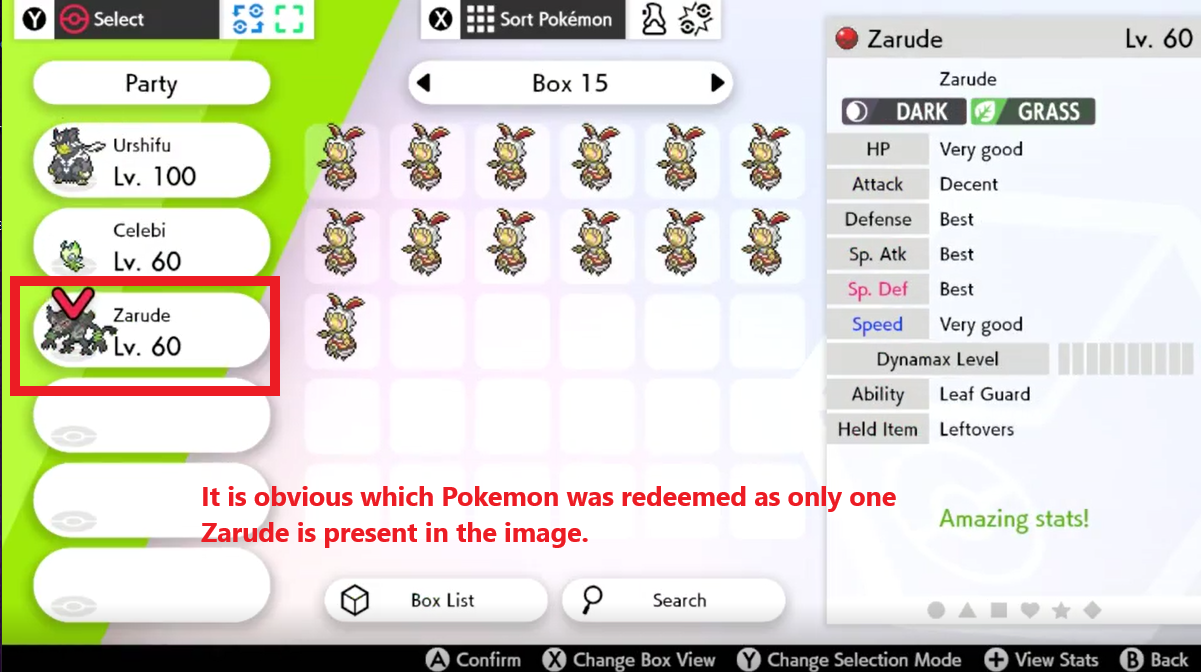 Y Select
X Sort Pokémon
Party
Box 15
Urshifu
Lv. 100
Celebi
Lv. 60
Zarude
Lv. 60
Zarude Lv. 60
Zarude
DARK GRASS
HP Very good
Attack Decent
Defense Best
Sp. Atk Best
Sp. Def Best
Speed Very good
Dynamax Level
Ability Leaf Guard
Held Item Leftovers
Amazing stats!
It is obvious which Pokemon was redeemed as only one
Zarude is present in the image.
Box List Search
A Confirm X Change Box View Y Change Selection Mode + View Stats B Back